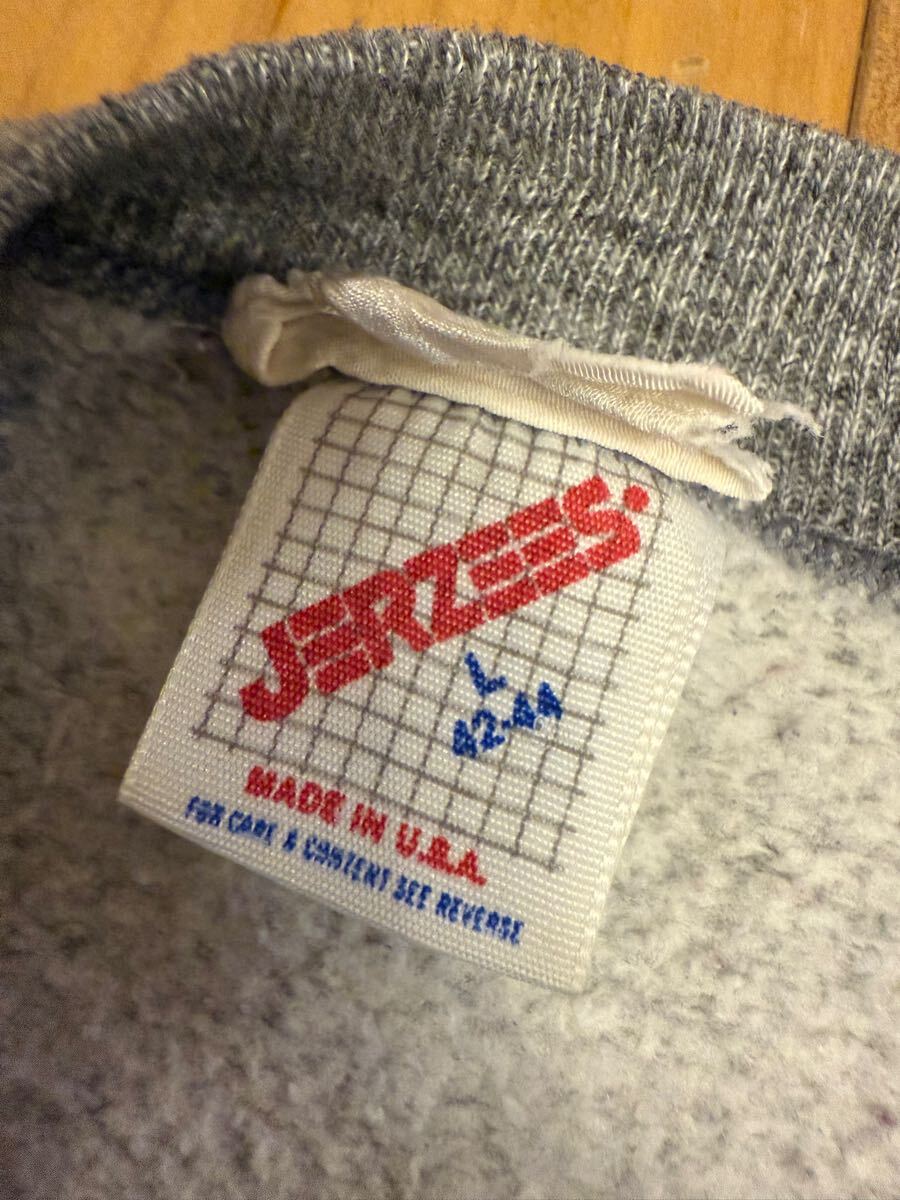 JERZEES
L
42-44
MADE IN U.S.A.
FOR CARE & CONTENT SEE REVERSE